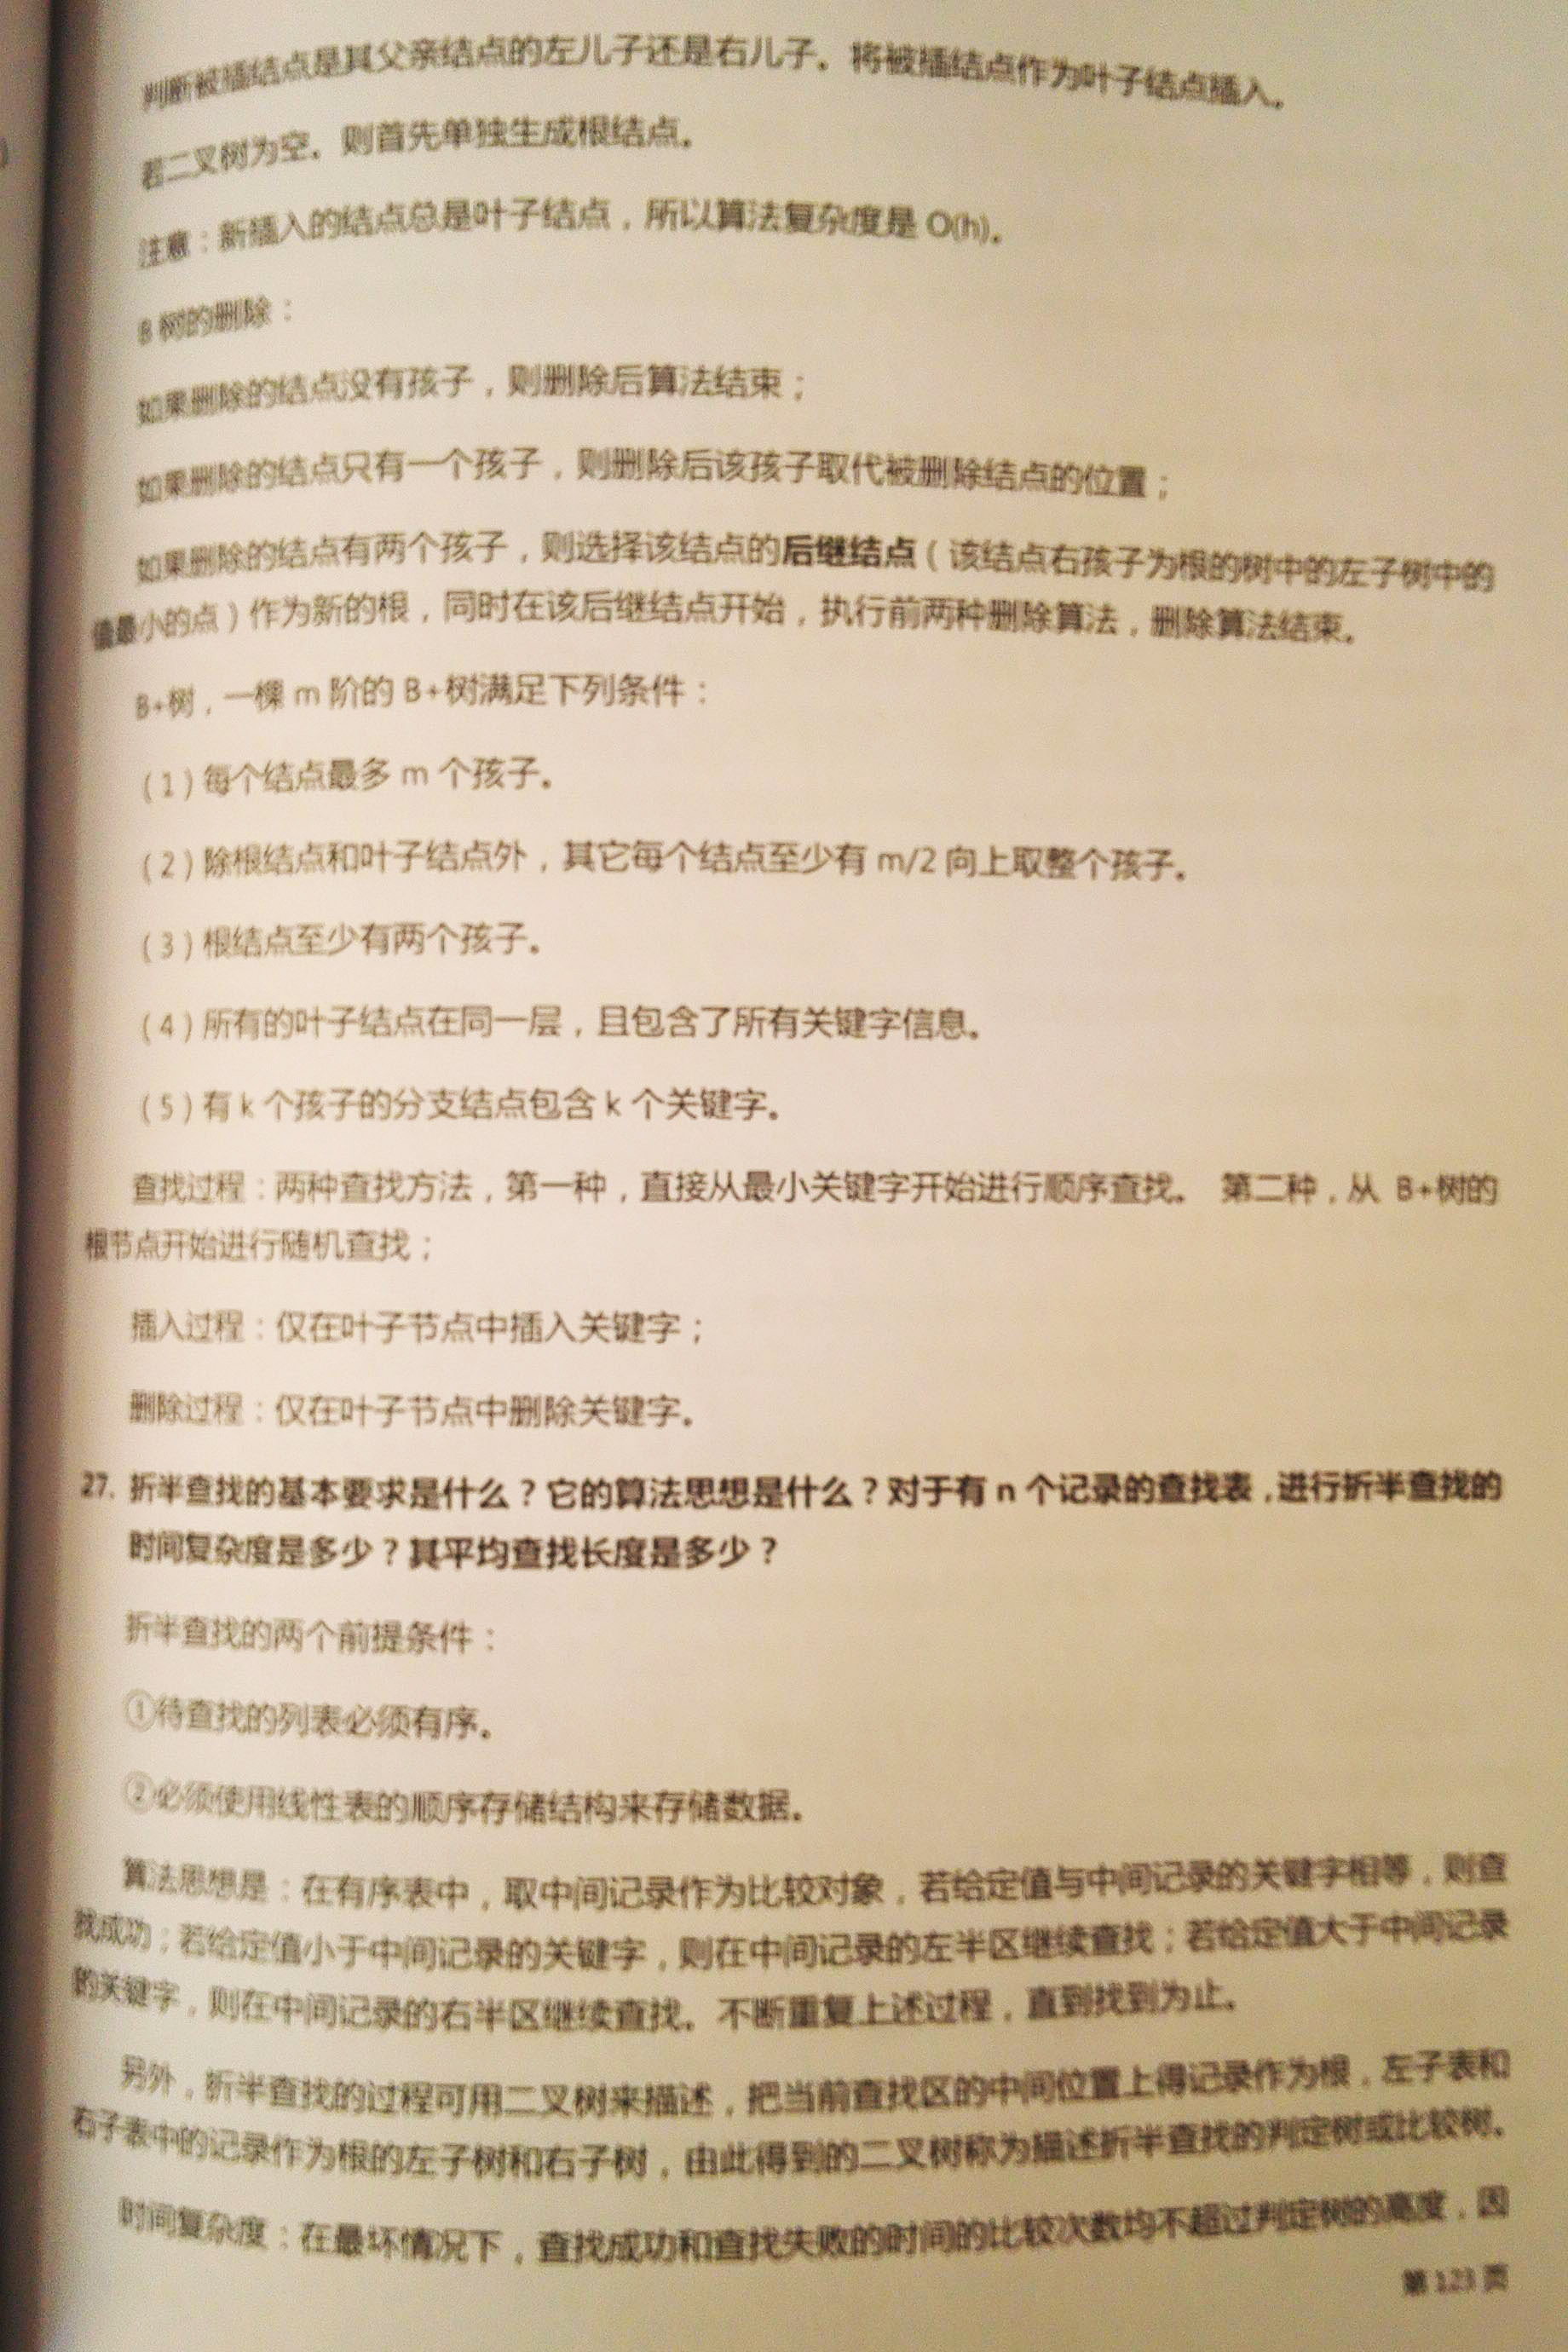 判断被插结点是其父亲结点的左儿子还是右儿子。将被插结点作为叶子结点插入。
若二叉树为空。则首先单独生成根结点。
注意：新插入的结点总是叶子结点，所以算法复杂度是 O(h)。
B 树的删除：
如果删除的结点没有孩子，则删除后算法结束；
如果删除的结点只有一个孩子，则删除后该孩子取代被删除结点的位置；
如果删除的结点有两个孩子，则选择该结点的后继结点（该结点右孩子为根的树中的左子树中的
值最小的点）作为新的根，同时在该后继结点开始，执行前两种删除算法，删除算法结束。
B+树，一棵 m 阶的 B+树满足下列条件：
（1）每个结点最多 m 个孩子。
（2）除根结点和叶子结点外，其它每个结点至少有 m/2 向上取整个孩子。
（3）根结点至少有两个孩子。
（4）所有的叶子结点在同一层，且包含了所有关键字信息。
（5）有 k 个孩子的分支结点包含 k 个关键字。
查找过程：两种查找方法，第一种，直接从最小关键字开始进行顺序查找。 第二种，从 B+树的
根节点开始进行随机查找；
插入过程：仅在叶子节点中插入关键字；
删除过程：仅在叶子节点中删除关键字。
27. 折半查找的基本要求是什么？它的算法思想是什么？对于有 n 个记录的查找表，进行折半查找的
时间复杂度是多少？其平均查找长度是多少？
折半查找的两个前提条件：
①待查找的列表必须有序。
②必须使用线性表的顺序存储结构来存储数据。
算法思想是：在有序表中，取中间记录作为比较对象，若给定值与中间记录的关键字相等，则查
找成功；若给定值小于中间记录的关键字，则在中间记录的左半区继续查找；若给定值大于中间记录
的关键字，则在中间记录的右半区继续查找。不断重复上述过程，直到找到为止。
另外，折半查找的过程可用二叉树来描述，把当前查找区的中间位置上得记录作为根，左子表和
右子表中的记录作为根的左子树和右子树，由此得到的二叉树称为描述折半查找的判定树或比较树。
时间复杂度：在最坏情况下，查找成功和查找失败的时间的比较次数均不超过判定树的高度，因
第 123 页